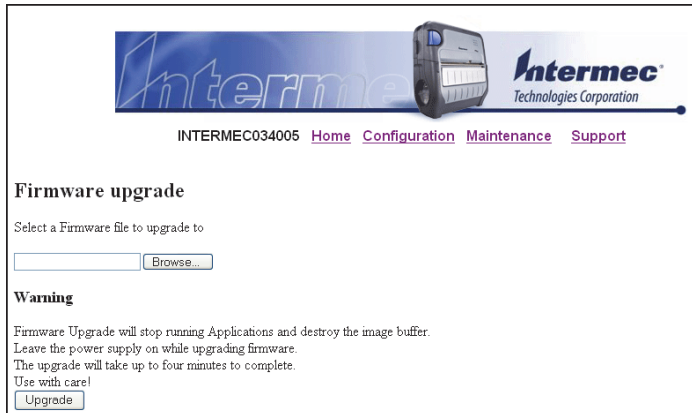 Intermec
Intermec®
Technologies Corporation
INTERMEC034005 Home Configuration Maintenance Support
Firmware upgrade
Select a Firmware file to upgrade to
Browse...
Warning
Firmware Upgrade will stop running Applications and destroy the image buffer.
Leave the power supply on while upgrading firmware.
The upgrade will take up to four minutes to complete.
Use with care!
Upgrade